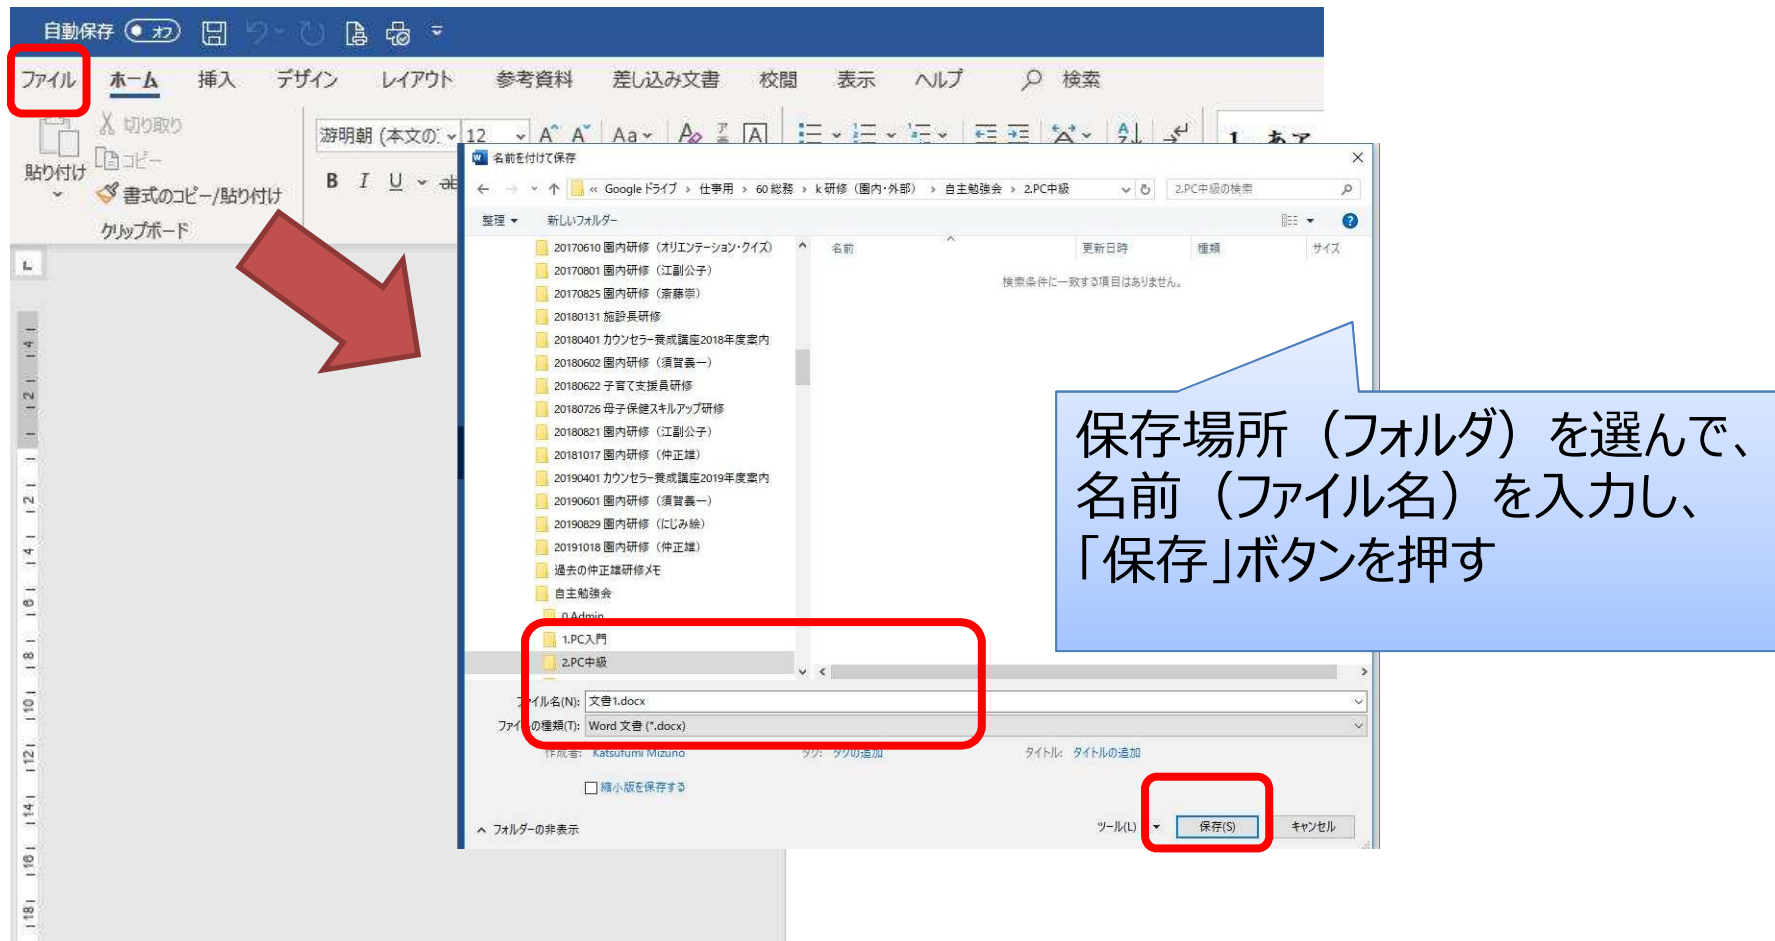 自動保存 オフ
ファイル ホーム 挿入 デザイン レイアウト 参考資料 差し込み文書 校閲 表示 ヘルプ 検索
切り取り
コピー
貼り付け
書式のコピー/貼り付け
クリップボード
游明朝 (本文の 12 A A Aa A
B I U ab
1 あア
名前を付けて保存
« Google ドライブ › 仕事用 › 60 総務 › k 研修（園内・外部） › 自主勉強会 › 2.PC中級
2.PC中級の検索
整理 新しいフォルダー
名前 更新日時 種類 サイズ
検索条件に一致する項目はありません。
20170610 園内研修（オリエンテーション・クイズ）
20170801 園内研修（江副公子）
20170825 園内研修（斎藤崇）
20180131 施設長研修
20180401 カウンセラー養成講座2018年度案内
20180602 園内研修（須賀義一）
20180622 子育て支援員研修
20180726 母子保健スキルアップ研修
20180821 園内研修（江副公子）
20181017 園内研修（仲正雄）
20190401 カウンセラー養成講座2019年度案内
20190601 園内研修（須賀義一）
20190829 園内研修（にじみ絵）
20191018 園内研修（仲正雄）
過去の仲正雄研修メモ
自主勉強会
0.Admin
1.PC入門
2.PC中級
ファイル名(N): 文書1.docx
ファイルの種類(T): Word 文書 (*.docx)
作成者: Katsufumi Mizuno タグ: タグの追加 タイトル: タイトルの追加
縮小版を保存する
フォルダーの非表示
ツール(L) 保存(S) キャンセル
保存場所（フォルダ）を選んで、
名前（ファイル名）を入力し、
「保存」ボタンを押す
4
2
2
4
6
8
10
12
14
16
18